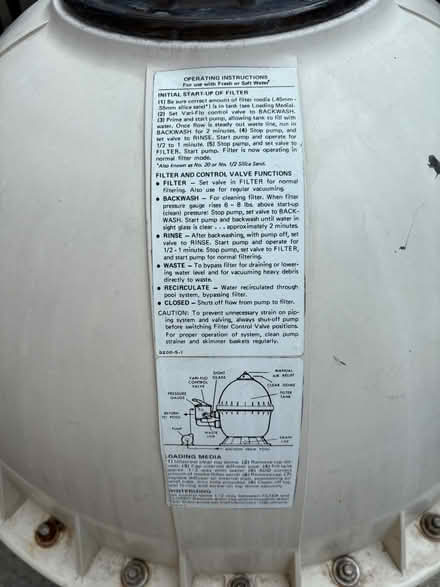 OPERATING INSTRUCTIONS
For use with Fresh or Salt Water
INITIAL START-UP OF FILTER
(1) Be sure correct amount of filter media (.45mm-
.55mm silica sand*) is in tank (see Loading Media).
(2) Set Vari-Flo control valve to BACKWASH.
(3) Prime and start pump, allowing tank to fill with
water. Once flow is steady out waste line, run in
BACKWASH for 2 minutes. (4) Stop pump, and
set valve to RINSE. Start pump and operate for
1/2 to 1 minute. (5) Stop pump, and set valve to
FILTER. Start pump. Filter is now operating in
normal filter mode.
*Also known as No. 20 or No. 1/2 Silica Sand.
FILTER AND CONTROL VALVE FUNCTIONS
• FILTER – Set valve in FILTER for normal
filtering. Also use for regular vacuuming.
• BACKWASH – For cleaning filter. When filter
pressure gauge rises 6 – 8 lbs. above start-up
(clean) pressure: Stop pump, set valve to BACK-
WASH. Start pump and backwash until water in
sight glass is clear . . . approximately 2 minutes.
• RINSE – After backwashing, with pump off, set
valve to RINSE. Start pump and operate for
1/2 - 1 minute. Stop pump, set valve to FILTER,
and start pump for normal filtering.
• WASTE – To bypass filter for draining or lower-
ing water level and for vacuuming heavy debris
directly to waste.
• RECIRCULATE – Water recirculated through
pool system, bypassing filter.
• CLOSED – Shuts off flow from pump to filter.
CAUTION: To prevent unnecessary strain on pip-
ing system and valving, always shut-off pump
before switching Filter Control Valve positions.
For proper operation of system, clean pump
strainer and skimmer baskets regularly.
SIGHT
GLASS
MANUAL
AIR RELIEF
VARI-FLO
CONTROL
VALVE
CLEAR DOME
PRESSURE
GAUGE
FILTER
TANK
RETURN
TO POOL
PUMP
WASTE
LINE
DRAIN
CAP
SUCTION FROM POOL
LOADING MEDIA
WINTERIZING